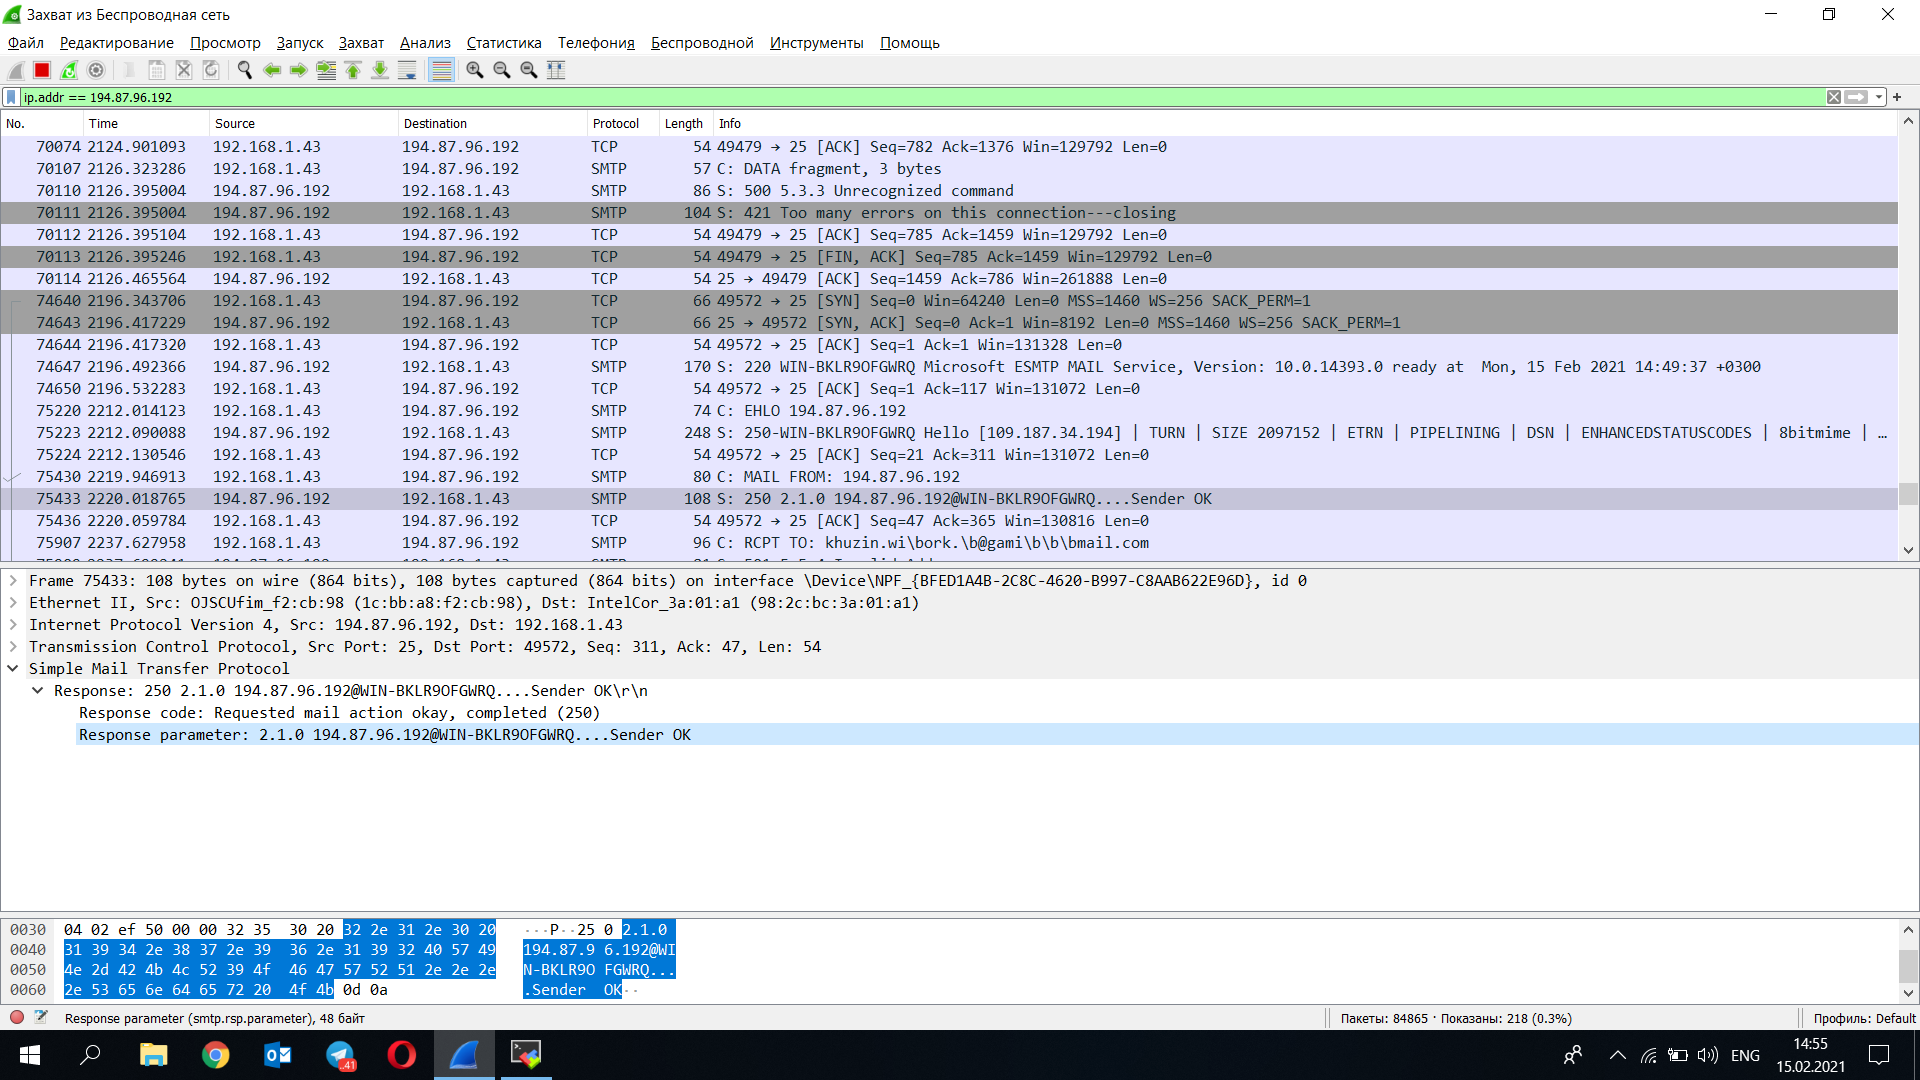 Захват из Беспроводная сеть
Файл Редактирование Просмотр Запуск Захват Анализ Статистика Телефония Беспроводной Инструменты Помощь
ip.addr == 194.87.96.192
No. Time Source Destination Protocol Length Info
70074 2124.901093 192.168.1.43 194.87.96.192 TCP 54 49479 → 25 [ACK] Seq=782 Ack=1376 Win=129792 Len=0
70107 2126.323286 192.168.1.43 194.87.96.192 SMTP 57 C: DATA fragment, 3 bytes
70110 2126.395004 194.87.96.192 192.168.1.43 SMTP 86 S: 500 5.3.3 Unrecognized command
70111 2126.395004 194.87.96.192 192.168.1.43 SMTP 104 S: 421 Too many errors on this connection---closing
70112 2126.395104 192.168.1.43 194.87.96.192 TCP 54 49479 → 25 [ACK] Seq=785 Ack=1459 Win=129792 Len=0
70113 2126.395246 192.168.1.43 194.87.96.192 TCP 54 49479 → 25 [FIN, ACK] Seq=785 Ack=1459 Win=129792 Len=0
70114 2126.465564 194.87.96.192 192.168.1.43 TCP 54 25 → 49479 [ACK] Seq=1459 Ack=786 Win=261888 Len=0
74640 2196.343706 192.168.1.43 194.87.96.192 TCP 66 49572 → 25 [SYN] Seq=0 Win=64240 Len=0 MSS=1460 WS=256 SACK_PERM=1
74643 2196.417229 194.87.96.192 192.168.1.43 TCP 66 25 → 49572 [SYN, ACK] Seq=0 Ack=1 Win=8192 Len=0 MSS=1460 WS=256 SACK_PERM=1
74644 2196.417320 192.168.1.43 194.87.96.192 TCP 54 49572 → 25 [ACK] Seq=1 Ack=1 Win=131328 Len=0
74647 2196.492366 194.87.96.192 192.168.1.43 SMTP 170 S: 220 WIN-BKLR9OFGWRQ Microsoft ESMTP MAIL Service, Version: 10.0.14393.0 ready at  Mon, 15 Feb 2021 14:49:37 +0300
74650 2196.532283 192.168.1.43 194.87.96.192 TCP 54 49572 → 25 [ACK] Seq=1 Ack=117 Win=131072 Len=0
75220 2212.014123 192.168.1.43 194.87.96.192 SMTP 74 C: EHLO 194.87.96.192
75223 2212.090088 194.87.96.192 192.168.1.43 SMTP 248 S: 250-WIN-BKLR9OFGWRQ Hello [109.187.34.194] | TURN | SIZE 2097152 | ETRN | PIPELINING | DSN | ENHANCEDSTATUSCODES | 8bitmime | …
75224 2212.130546 192.168.1.43 194.87.96.192 TCP 54 49572 → 25 [ACK] Seq=21 Ack=311 Win=131072 Len=0
75430 2219.946913 192.168.1.43 194.87.96.192 SMTP 80 C: MAIL FROM: 194.87.96.192
75433 2220.018765 194.87.96.192 192.168.1.43 SMTP 108 S: 250 2.1.0 194.87.96.192@WIN-BKLR9OFGWRQ....Sender OK
75436 2220.059784 192.168.1.43 194.87.96.192 TCP 54 49572 → 25 [ACK] Seq=47 Ack=365 Win=130816 Len=0
75907 2237.627958 192.168.1.43 194.87.96.192 SMTP 96 C: RCPT TO: khuzin.wi\bork.\b@gami\b\b\bmail.com
Frame 75433: 108 bytes on wire (864 bits), 108 bytes captured (864 bits) on interface \Device\NPF_{BFED1A4B-2C8C-4620-B997-C8AAB622E96D}, id 0
Ethernet II, Src: OJSCUfim_f2:cb:98 (1c:bb:a8:f2:cb:98), Dst: IntelCor_3a:01:a1 (98:2c:bc:3a:01:a1)
Internet Protocol Version 4, Src: 194.87.96.192, Dst: 192.168.1.43
Transmission Control Protocol, Src Port: 25, Dst Port: 49572, Seq: 311, Ack: 47, Len: 54
Simple Mail Transfer Protocol
Response: 250 2.1.0 194.87.96.192@WIN-BKLR9OFGWRQ....Sender OK\r\n
Response code: Requested mail action okay, completed (250)
Response parameter: 2.1.0 194.87.96.192@WIN-BKLR9OFGWRQ....Sender OK
0030 04 02 ef 50 00 00 32 35 30 20 32 2e 31 2e 30 20 ···P··25 0 2.1.0
0040 31 39 34 2e 38 37 2e 39 36 2e 31 39 32 40 57 49 194.87.9 6.192@WI
0050 4e 2d 42 4b 4c 52 39 4f 46 47 57 52 51 2e 2e 2e N-BKLR9O FGWRQ...
0060 2e 53 65 6e 64 65 72 20 4f 4b 0d 0a .Sender OK··
Response parameter (smtp.rsp.parameter), 48 байт
Пакеты: 84865 · Показаны: 218 (0.3%)
Профиль: Default
41
ENG
14:55
15.02.2021